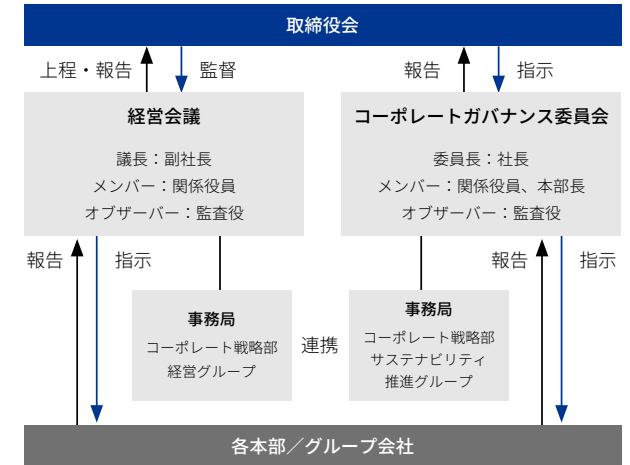 取締役会
上程・報告
監督
報告
指示
経営会議
議長：副社長
メンバー：関係役員
オブザーバー：監査役
コーポレートガバナンス委員会
委員長：社長
メンバー：関係役員、本部長
オブザーバー：監査役
報告
指示
報告
指示
事務局
コーポレート戦略部
経営グループ
連携
事務局
コーポレート戦略部
サステナビリティ
推進グループ
各本部／グループ会社